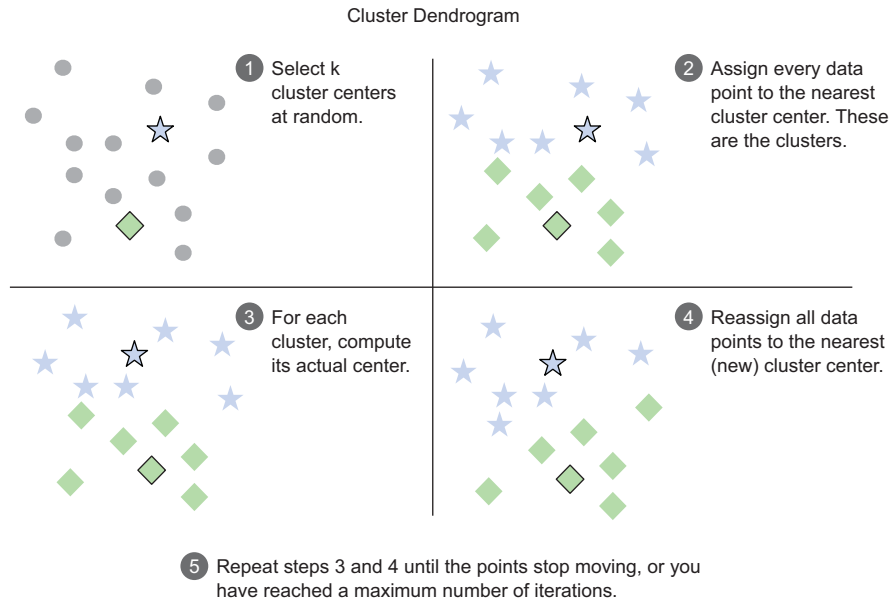 Cluster Dendrogram
1 Select k
cluster centers
at random.
2 Assign every data
point to the nearest
cluster center. These
are the clusters.
3 For each
cluster, compute
its actual center.
4 Reassign all data
points to the nearest
(new) cluster center.
5 Repeat steps 3 and 4 until the points stop moving, or you
have reached a maximum number of iterations.